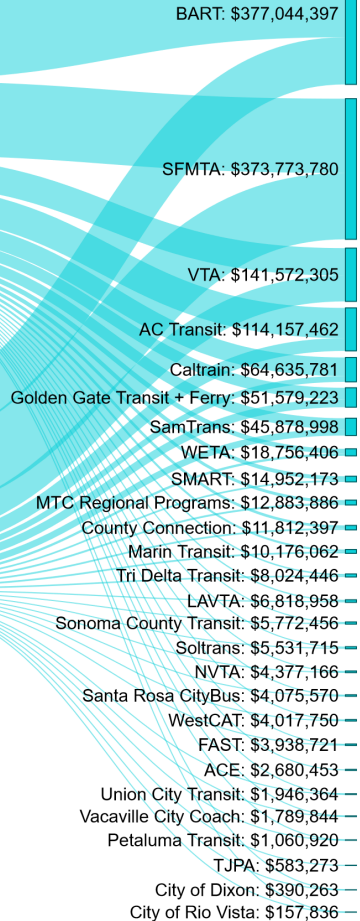 BART: $377,044,397
SFMTA: $373,773,780
VTA: $141,572,305
AC Transit: $114,157,462
Caltrain: $64,635,781
Golden Gate Transit + Ferry: $51,579,223
SamTrans: $45,878,998
WETA: $18,756,406
SMART: $14,952,173
MTC Regional Programs: $12,883,886
County Connection: $11,812,397
Marin Transit: $10,176,062
Tri Delta Transit: $8,024,446
LAVTA: $6,818,958
Sonoma County Transit: $5,772,456
Soltrans: $5,531,715
NVTA: $4,377,166
Santa Rosa CityBus: $4,075,570
WestCAT: $4,017,750
FAST: $3,938,721
ACE: $2,680,453
Union City Transit: $1,946,364
Vacaville City Coach: $1,789,844
Petaluma Transit: $1,060,920
TJPA: $583,273
City of Dixon: $390,263
City of Rio Vista: $157,836